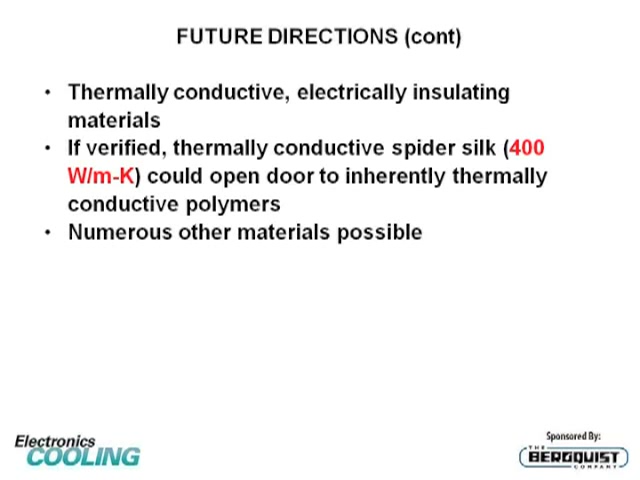 FUTURE DIRECTIONS (cont)
• Thermally conductive, electrically insulating
materials
• If verified, thermally conductive spider silk (400
W/m-K) could open door to inherently thermally
conductive polymers
• Numerous other materials possible
Electronics
COOLING
Sponsored By:
THE
BERGQUIST
COMPANY